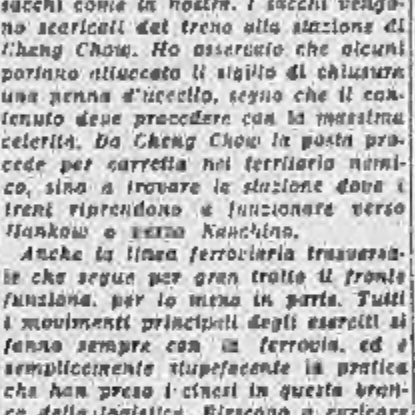 sacchi come la nostra. I sacchi vengo-
no scaricati dal treno alla stazione di
Cheng Chow. Ho osservato che alcuni
portano attaccato il sigillo di chiusura
una penna d'uccello, segno che il con-
tenuto deve procedere con la massima
celerità. Da Cheng Chow la posta pro-
cede per carretta nel territorio nemi-
co, sino a trovare la stazione dove i
treni riprendono a funzionare verso
Hankow o verso Nanchino.
Anche la linea ferroviaria trasversa-
le che segue per gran tratto il fronte
funziona, per lo meno in parte. Tutti
i movimenti principali degli eserciti si
fanno sempre con la ferrovia, ed è
semplicemente stupefacente la pratica
che han preso i cinesi in questa bran-
ca della logistica. Riescono a